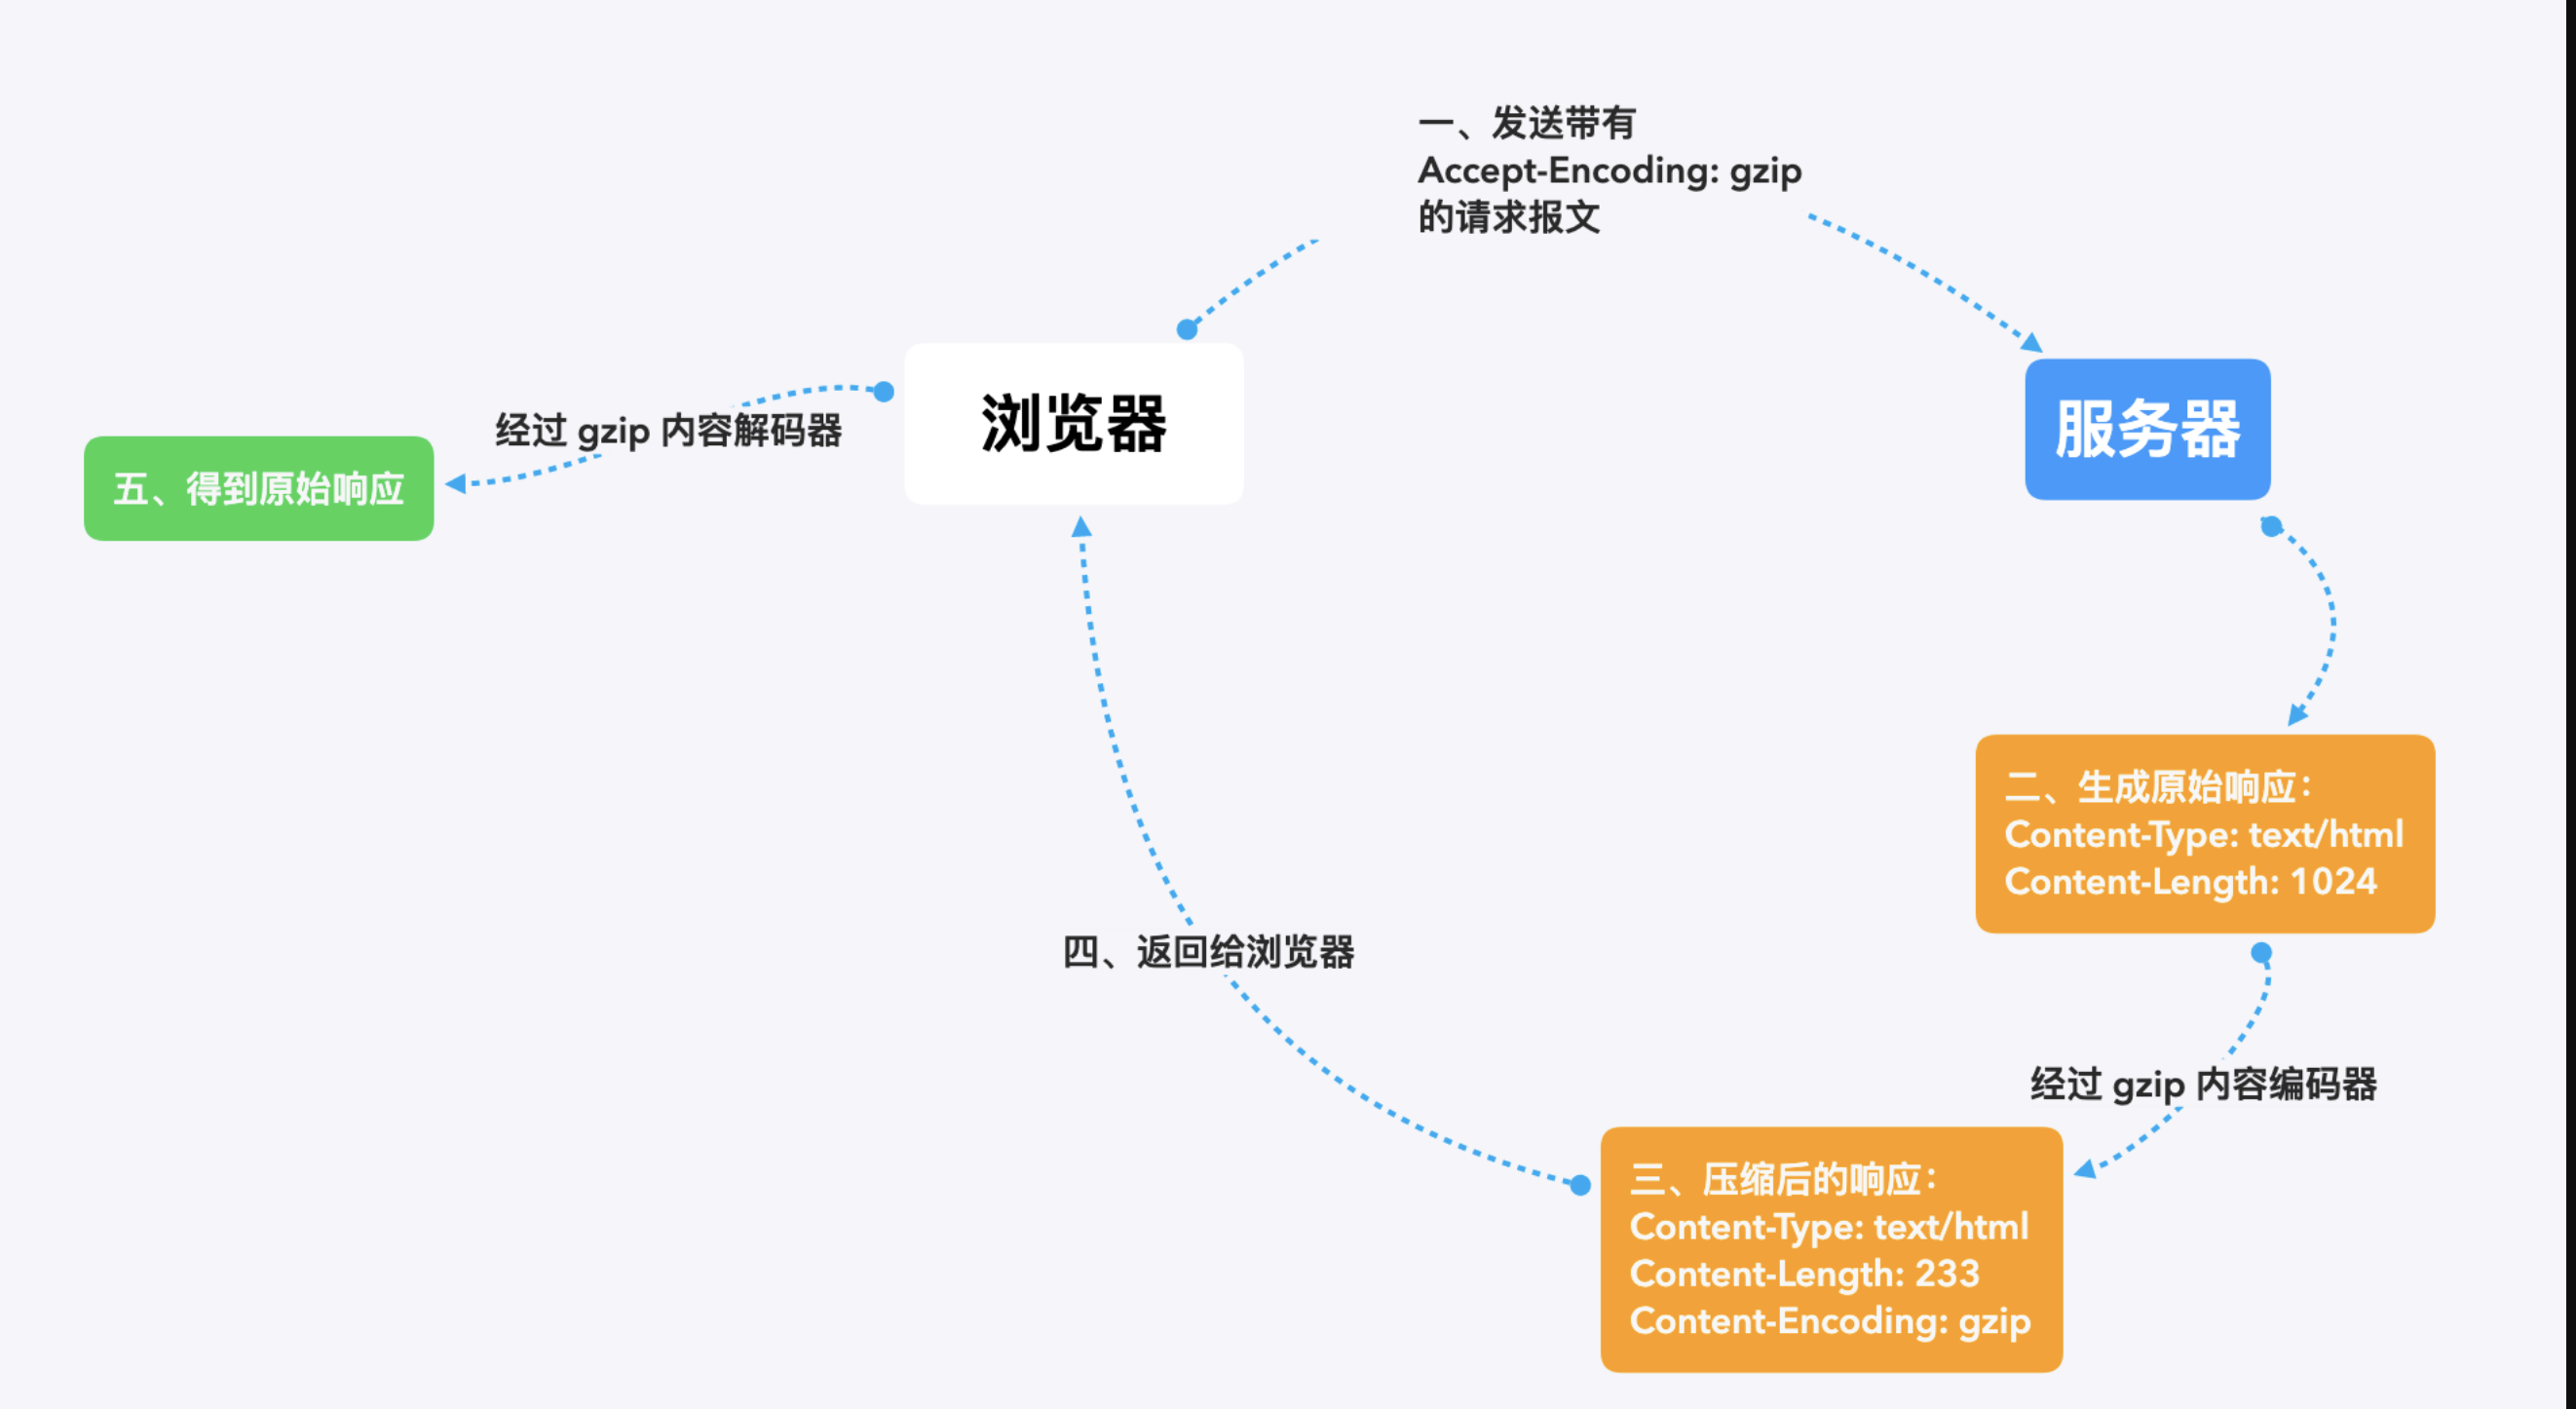 一、发送带有
Accept-Encoding: gzip
的请求报文
浏览器
服务器
经过 gzip 内容解码器
五、得到原始响应
二、生成原始响应：
Content-Type: text/html
Content-Length: 1024
四、返回给浏览器
经过 gzip 内容编码器
三、压缩后的响应：
Content-Type: text/html
Content-Length: 233
Content-Encoding: gzip